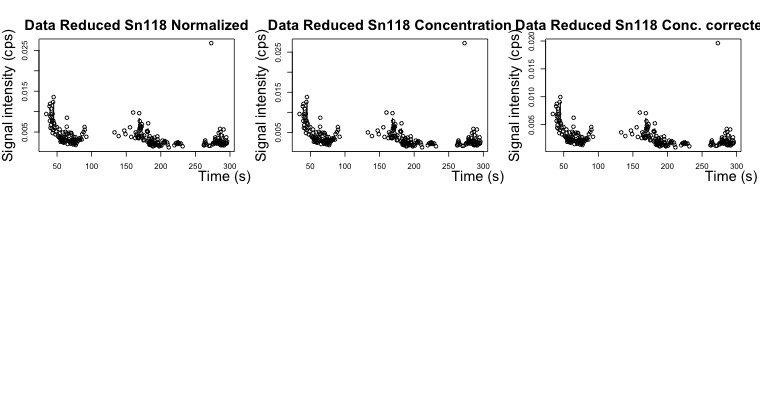 Data Reduced Sn118 Normalized
Signal intensity (cps)
0.005
0.015
0.025
50 100 150 200 250 300
Time (s)
Data Reduced Sn118 Concentration
Signal intensity (cps)
0.005
0.015
0.025
50 100 150 200 250 300
Time (s)
Data Reduced Sn118 Conc. correcte
Signal intensity (cps)
0.005
0.010
0.015
0.020
50 100 150 200 250 300
Time (s)